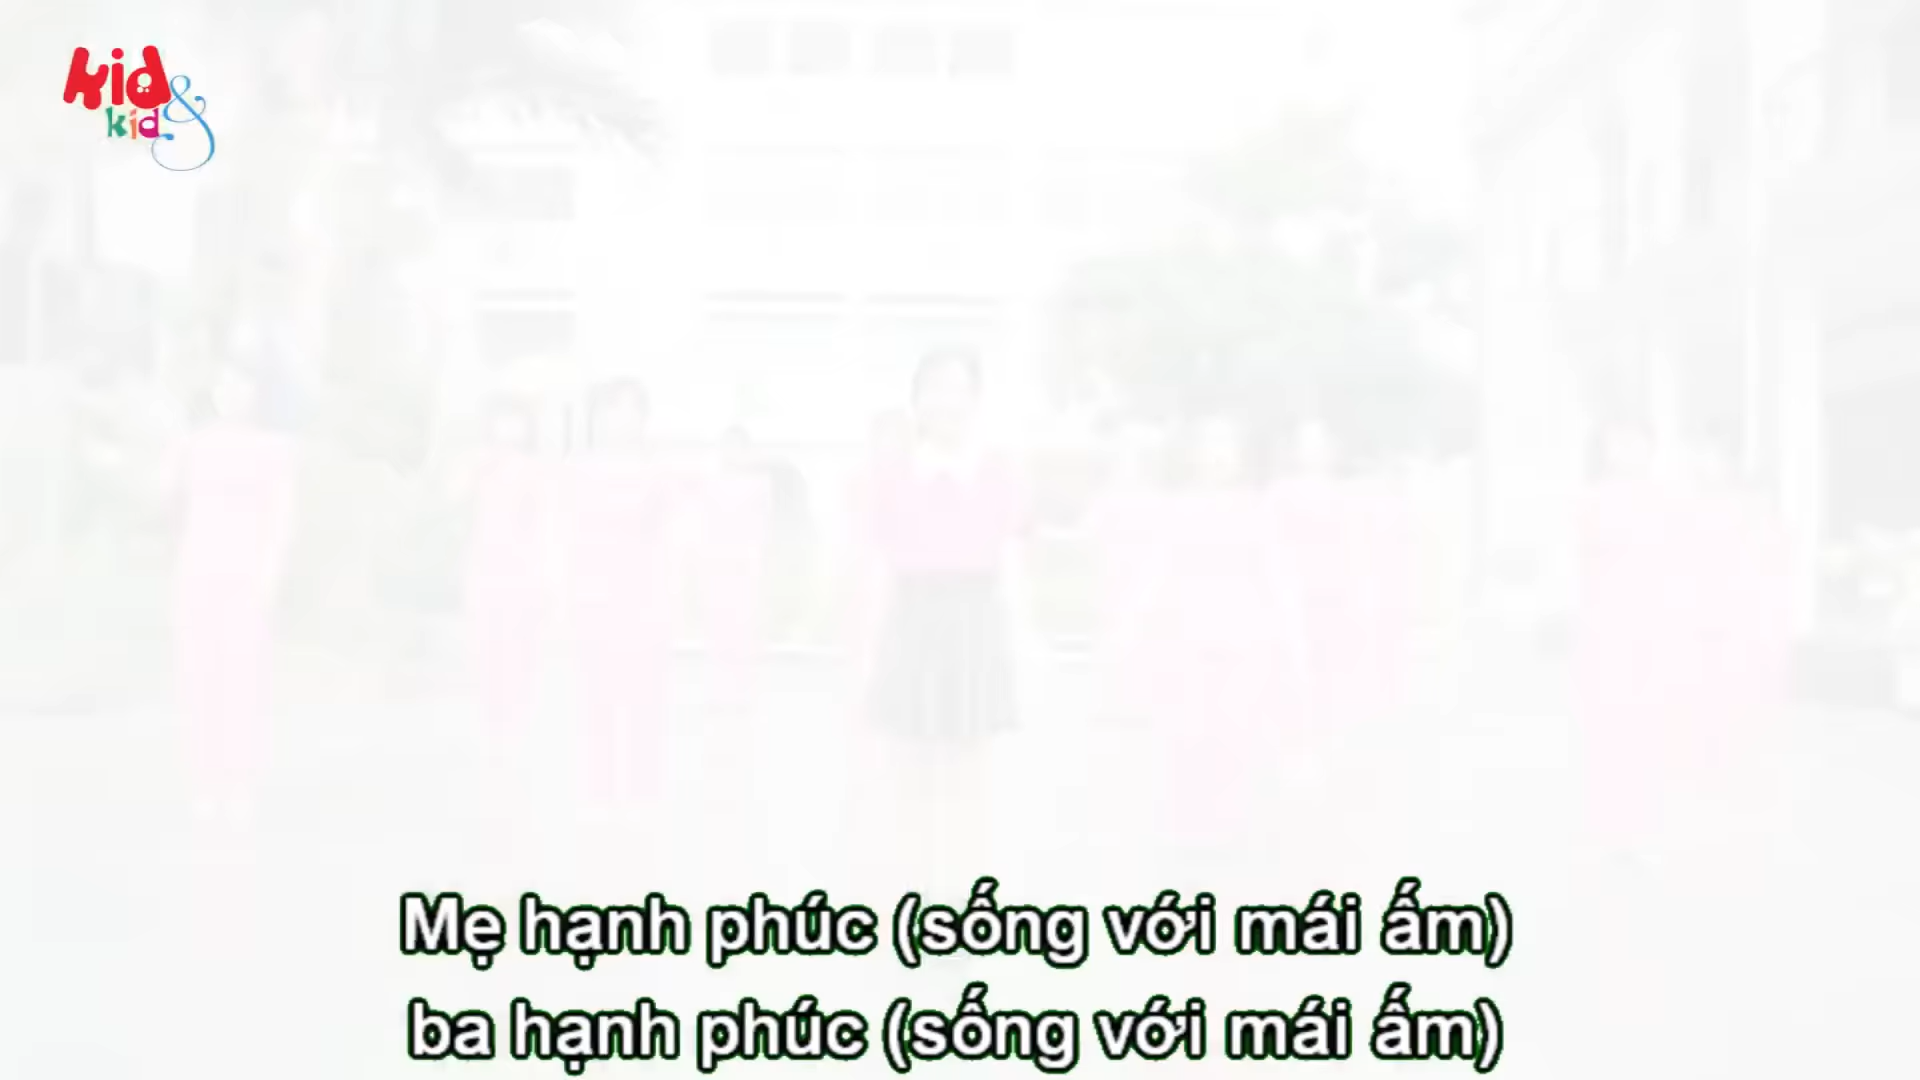 kid &
kid
Mẹ hạnh phúc (sống với mái ấm)
ba hạnh phúc (sống với mái ấm)